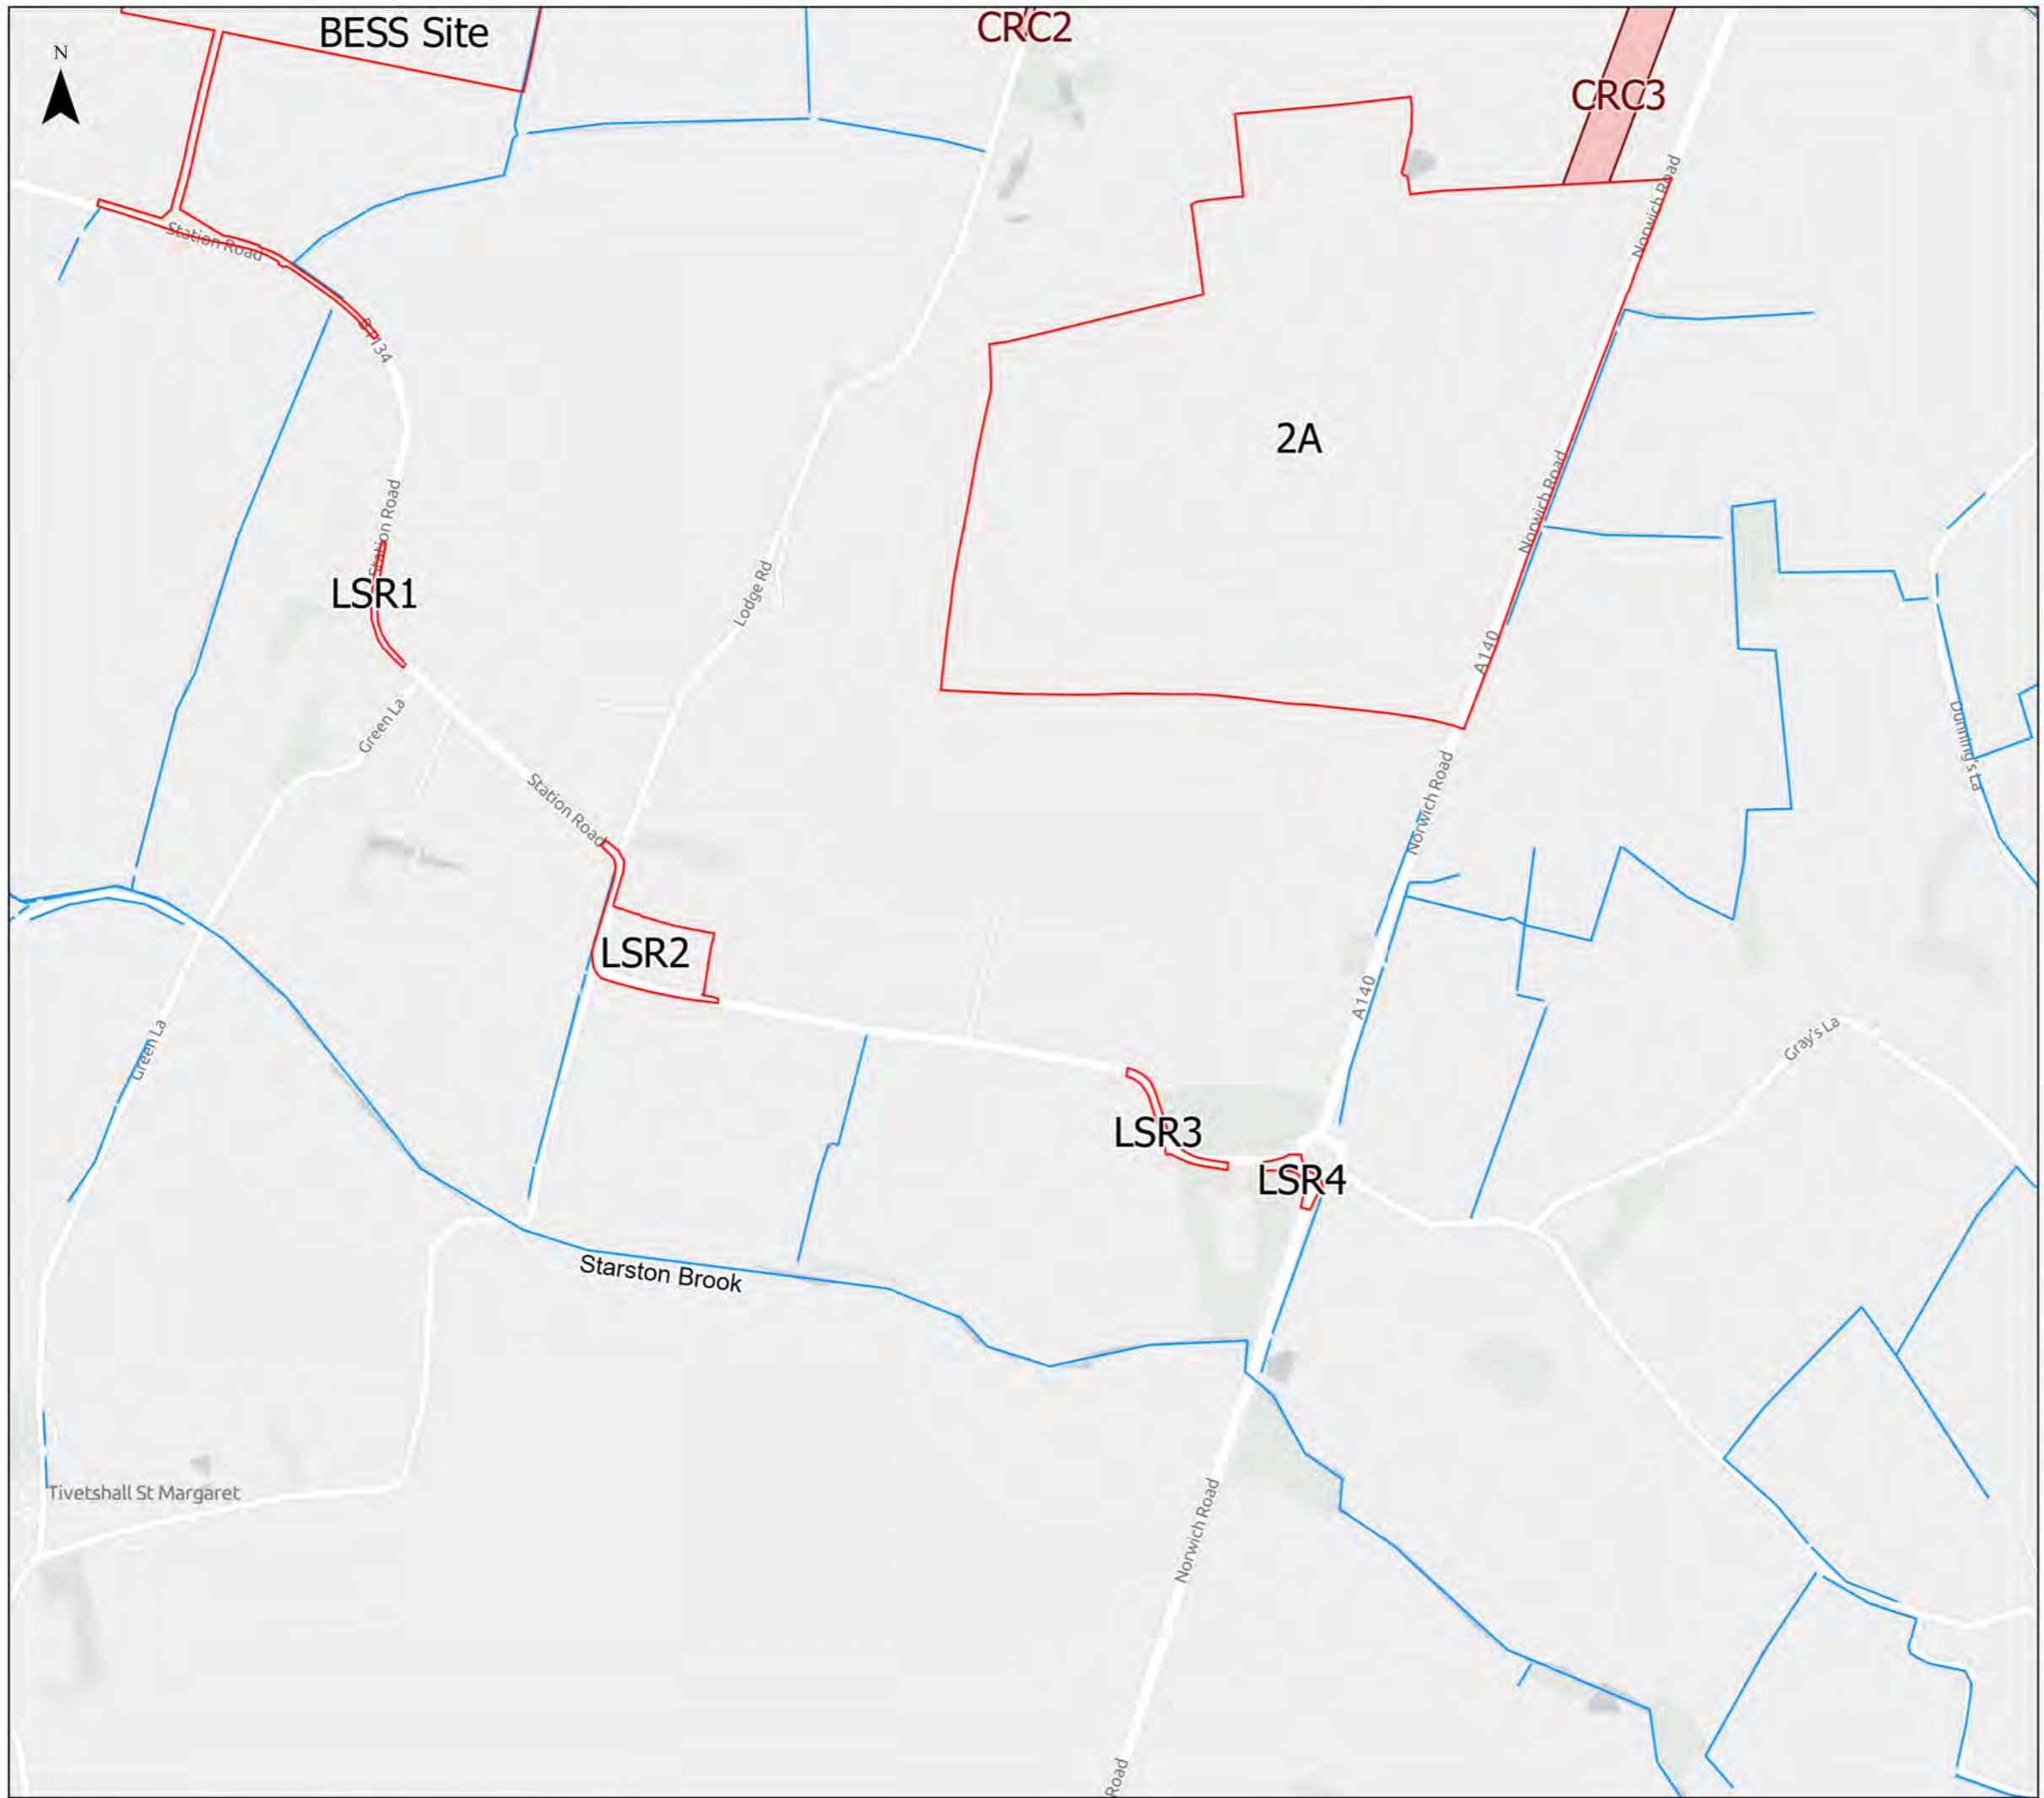 BESS Site
CRC2
N
CRC3
Station Road
Norwich Road
2A
Station Road
Norwich Road
LSR1
Lodge Rd
A140
Green La
Dunning's La
Station Road
Norwich Road
LSR2
A140
Green La
Gray's La
LSR3
LSR4
Starston Brook
Tivetshall St Margaret
Norwich Road
Road